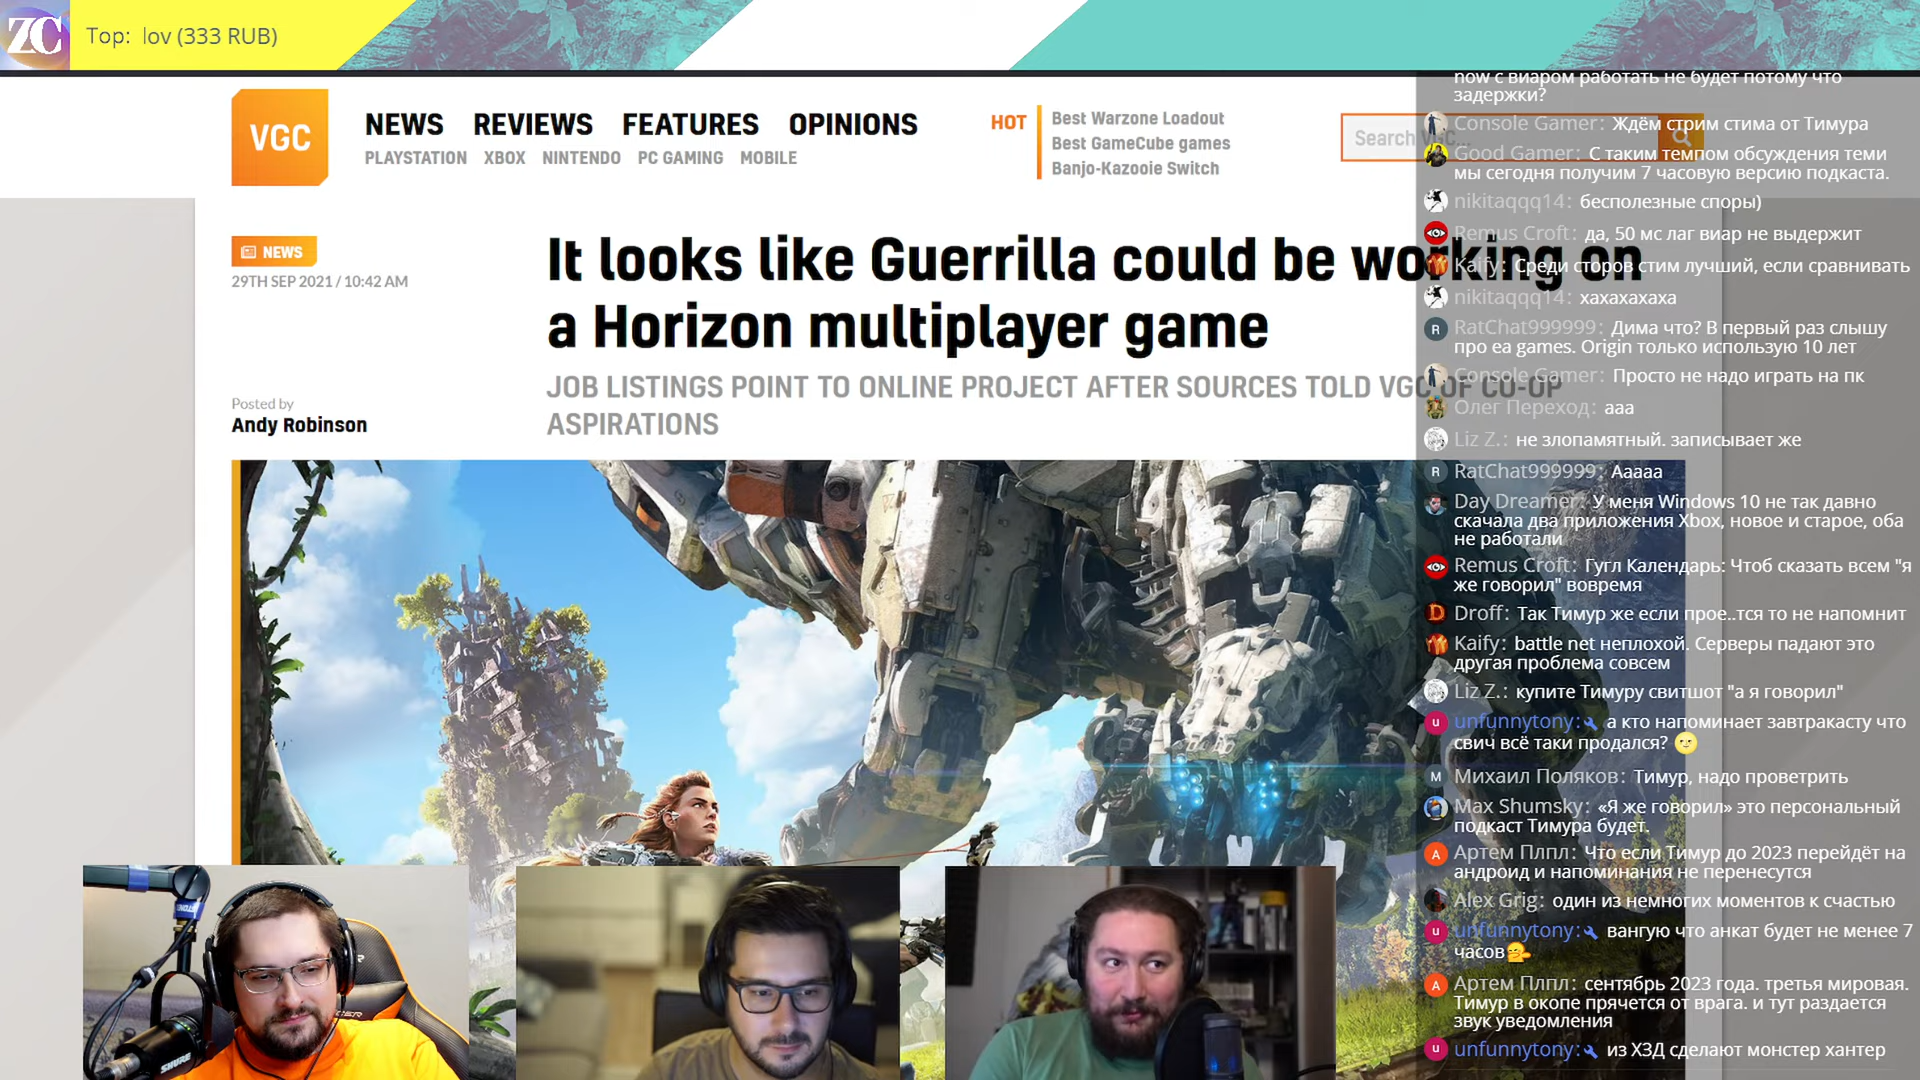 ZC
Top: lov (333 RUB)
VGC
NEWS REVIEWS FEATURES OPINIONS
PLAYSTATION XBOX NINTENDO PC GAMING MOBILE
HOT
Best Warzone Loadout
Best GameCube games
Banjo-Kazooie Switch
Search VGC...
NEWS
29TH SEP 2021 / 10:42 AM
It looks like Guerrilla could be working on
a Horizon multiplayer game
JOB LISTINGS POINT TO ONLINE PROJECT AFTER SOURCES TOLD VGC OF CO-OP
ASPIRATIONS
Posted by
Andy Robinson
SHURE
now с виаром работать не будет потому что
задержки?
Console Gamer: Ждём стрим стима от Тимура
Good Gamer: С таким темпом обсуждения теми
мы сегодня получим 7 часовую версию подкаста.
nikitaqqq14: бесполезные споры)
Remus Croft: да, 50 мс лаг виар не выдержит
Kaify: Среди сторов стим лучший, если сравнивать
nikitaqqq14: хахахахаха
R RatChat999999: Дима что? В первый раз слышу
про ea games. Origin только использую 10 лет
Console Gamer: Просто не надо играть на пк
Олег Переход: ааа
Liz Z.: не злопамятный. записывает же
R RatChat999999: Ааааа
Day Dreamer: У меня Windows 10 не так давно
скачала два приложения Xbox, новое и старое, оба
не работали
Remus Croft: Гугл Календарь: Чтоб сказать всем "я
же говорил" вовремя
D Droff: Так Тимур же если прое..тся то не напомнит
Kaify: battle net неплохой. Серверы падают это
другая проблема совсем
Liz Z.: купите Тимуру свитшот "а я говорил"
u unfunnytony: а кто напоминает завтракасту что
свич всё таки продался?
М Михаил Поляков: Тимур, надо проветрить
Max Shumsky: «Я же говорил» это персональный
подкаст Тимура будет.
А Артем Плпл: Что если Тимур до 2023 перейдёт на
андроид и напоминания не перенесутся
Alex Grig: один из немногих моментов к счастью
u unfunnytony: вангую что анкат будет не менее 7
часов
А Артем Плпл: сентябрь 2023 года. третья мировая.
Тимур в окопе прячется от врага. и тут раздается
звук уведомления
u unfunnytony: из ХЗД сделают монстер хантер